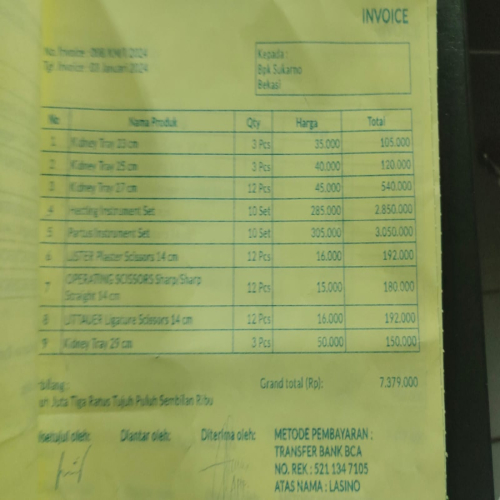 INVOICE
No. Invoice : /2024
Tgl Invoice : 03 Januari 2024
Kepada :
Bpk Sukarno
Bekasi
No Nama Produk Qty Harga Total
1 Kidney Tray 23 cm 3 Pcs 35.000 105.000
2 Kidney Tray 25 cm 3 Pcs 40.000 120.000
3 Kidney Tray 27 cm 12 Pcs 45.000 540.000
4 Hecting Instrument Set 10 Set 285.000 2.850.000
5 Partus Instrument Set 10 Set 305.000 3.050.000
6 LISTER Plaster Scissors 14 cm 12 Pcs 16.000 192.000
7 OPERATING SCISSORS Sharp/Sharp
Straight 14 cm 12 Pcs 15.000 180.000
8 LITTAUER Ligature Scissors 14 cm 12 Pcs 16.000 192.000
9 Kidney Tray 29 cm 3 Pcs 50.000 150.000
rbilang : Grand total (Rp): 7.379.000
uh Juta Tiga Ratus Tujuh Puluh Sembilan Ribu
isetujui oleh: Diantar oleh: Diterima oleh: METODE PEMBAYARAN :
TRANSFER BANK BCA
NO. REK : 521 134 7105
ATAS NAMA : LASINO